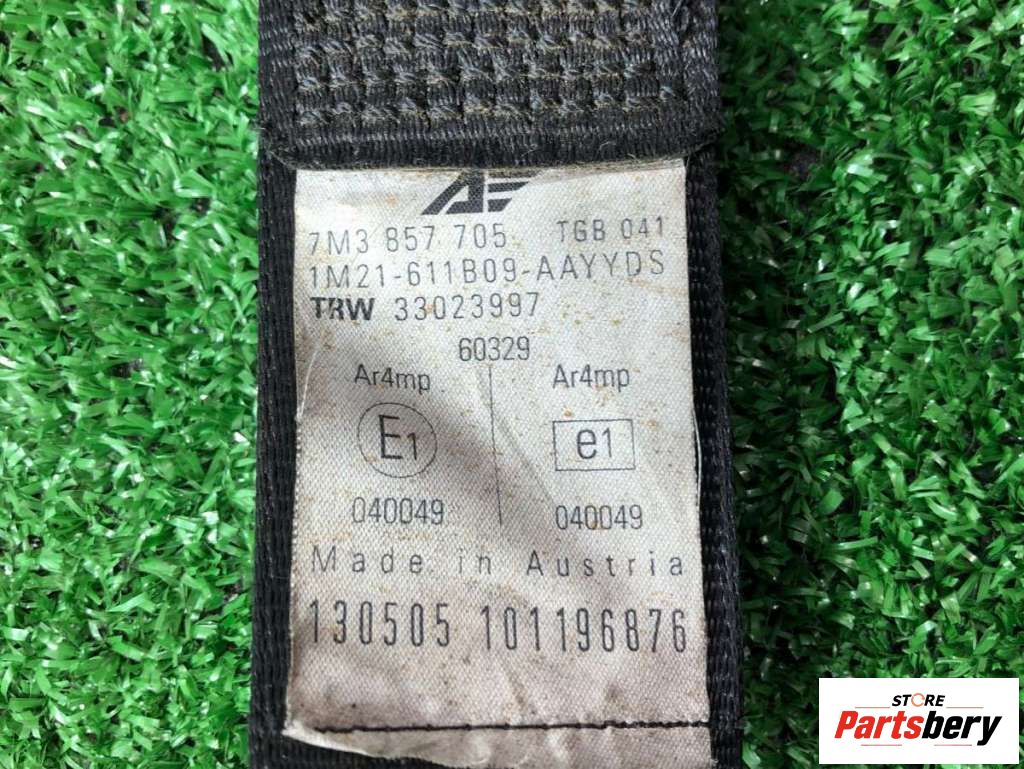 AE
7M3 857 705 TGB 041
1M21-611B09-AAYYDS
TRW 33023997
60329
Ar4mp Ar4mp
E1 e1
040049 040049
Made in Austria
130505 101196876
STORE
Partsbery